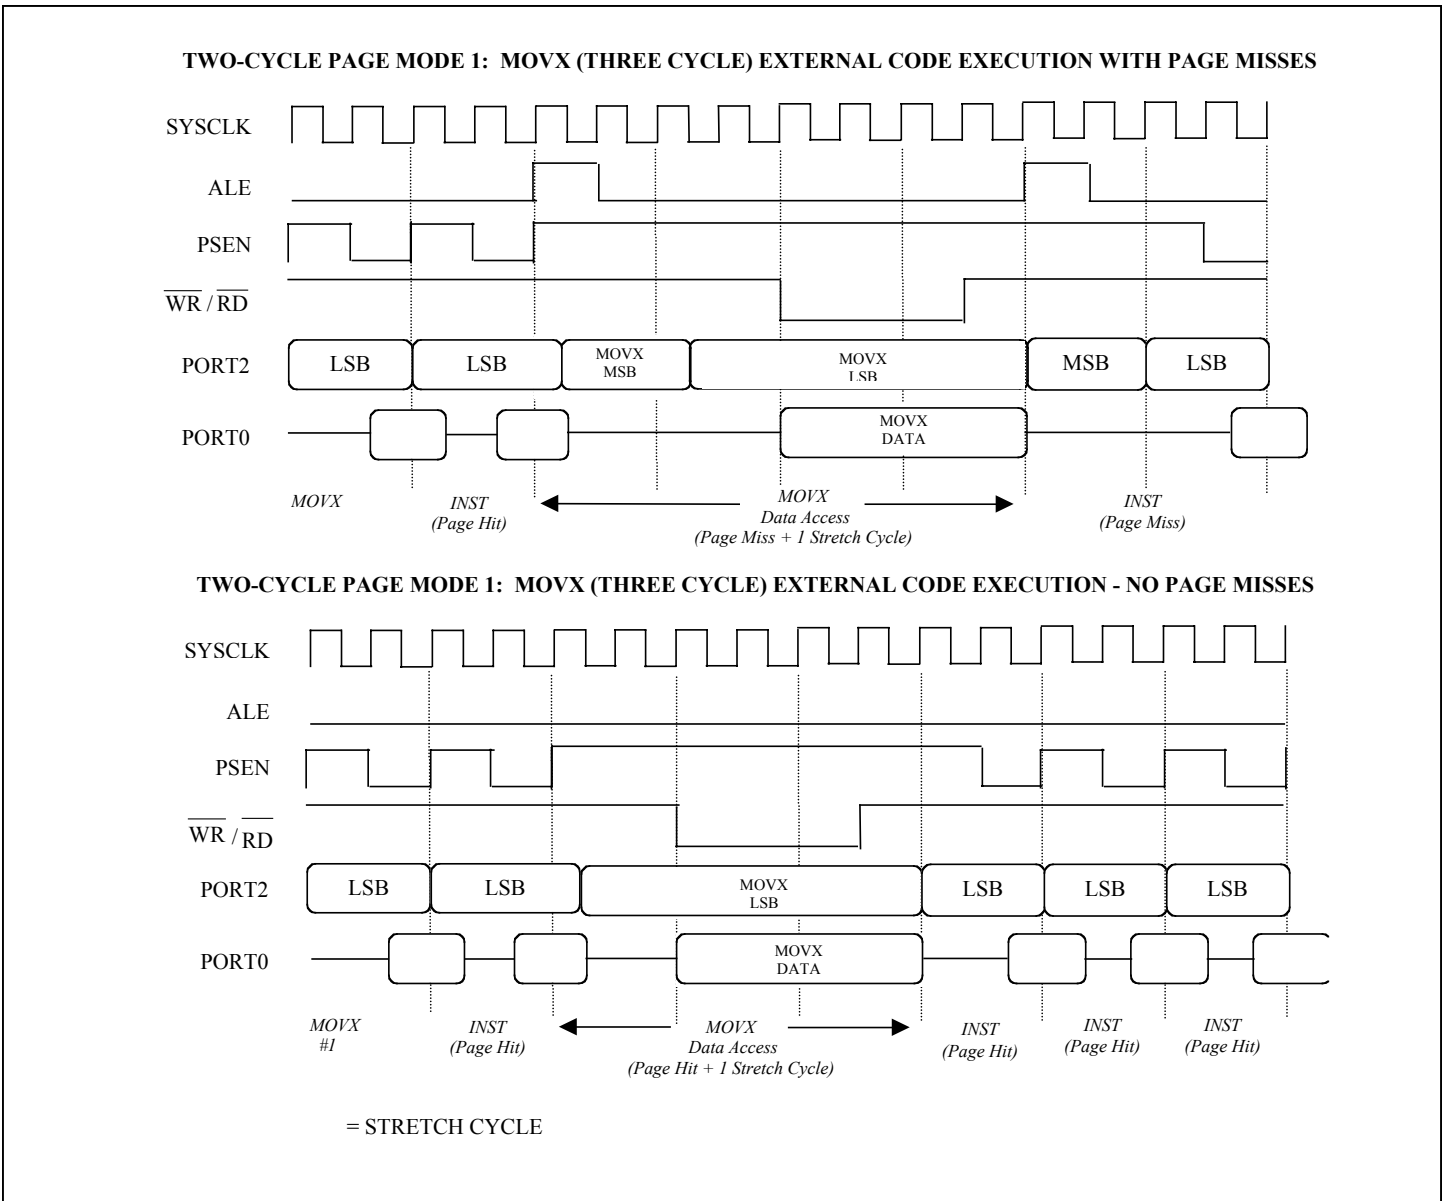 TWO-CYCLE PAGE MODE 1: MOVX (THREE CYCLE) EXTERNAL CODE EXECUTION WITH PAGE MISSES
SYSCLK
ALE
PSEN
WR / RD
PORT2
LSB
LSB
MOVX
MSB
MOVX
LSB
MSB
LSB
PORT0
MOVX
DATA
MOVX
INST
(Page Hit)
MOVX
Data Access
(Page Miss + 1 Stretch Cycle)
INST
(Page Miss)
TWO-CYCLE PAGE MODE 1: MOVX (THREE CYCLE) EXTERNAL CODE EXECUTION - NO PAGE MISSES
SYSCLK
ALE
PSEN
WR / RD
PORT2
LSB
LSB
MOVX
LSB
LSB
LSB
LSB
PORT0
MOVX
DATA
MOVX
#1
INST
(Page Hit)
MOVX
Data Access
(Page Hit + 1 Stretch Cycle)
INST
(Page Hit)
INST
(Page Hit)
INST
(Page Hit)
= STRETCH CYCLE